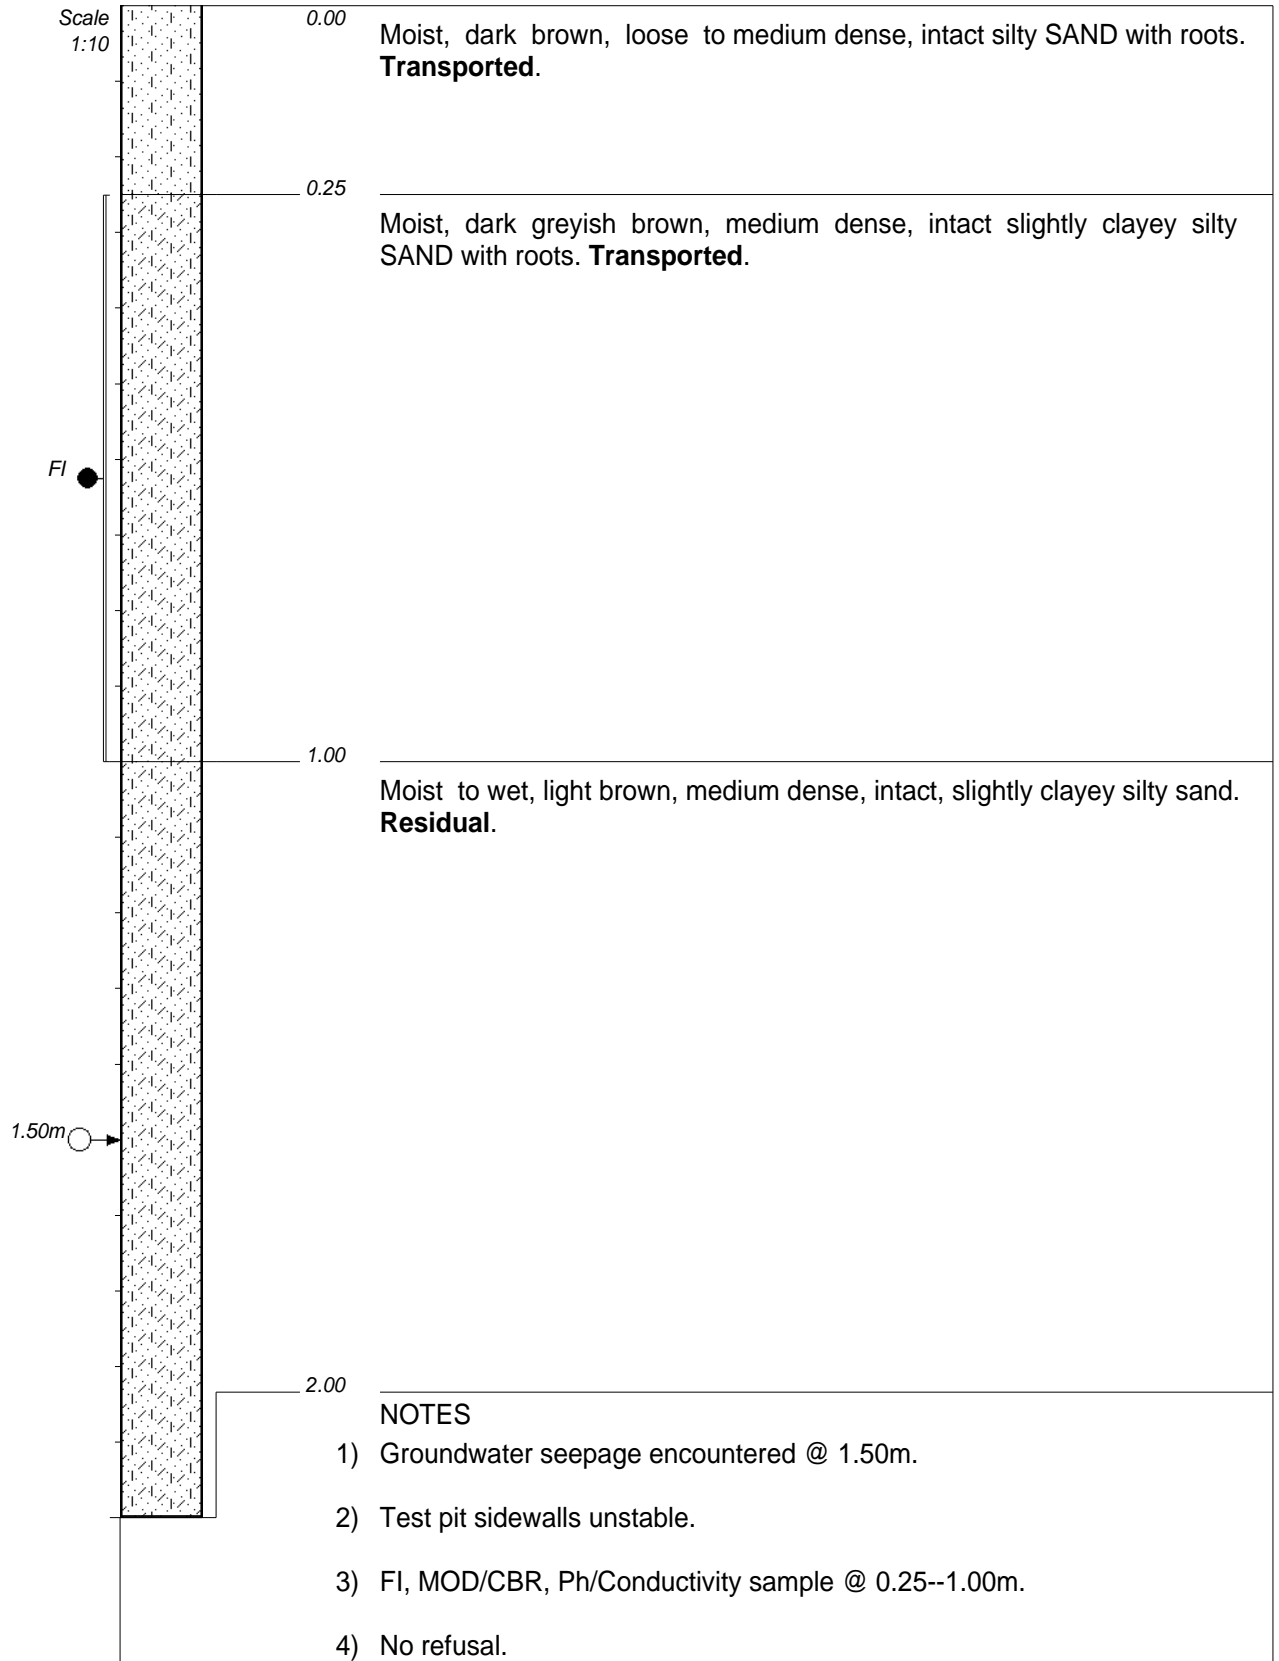 Scale
1:10
0.00
Moist, dark brown, loose to medium dense, intact silty SAND with roots.
Transported.
0.25
Moist, dark greyish brown, medium dense, intact slightly clayey silty
SAND with roots. Transported.
FI
1.00
Moist to wet, light brown, medium dense, intact, slightly clayey silty sand.
Residual.
1.50m
2.00
NOTES
1) Groundwater seepage encountered @ 1.50m.
2) Test pit sidewalls unstable.
3) FI, MOD/CBR, Ph/Conductivity sample @ 0.25--1.00m.
4) No refusal.